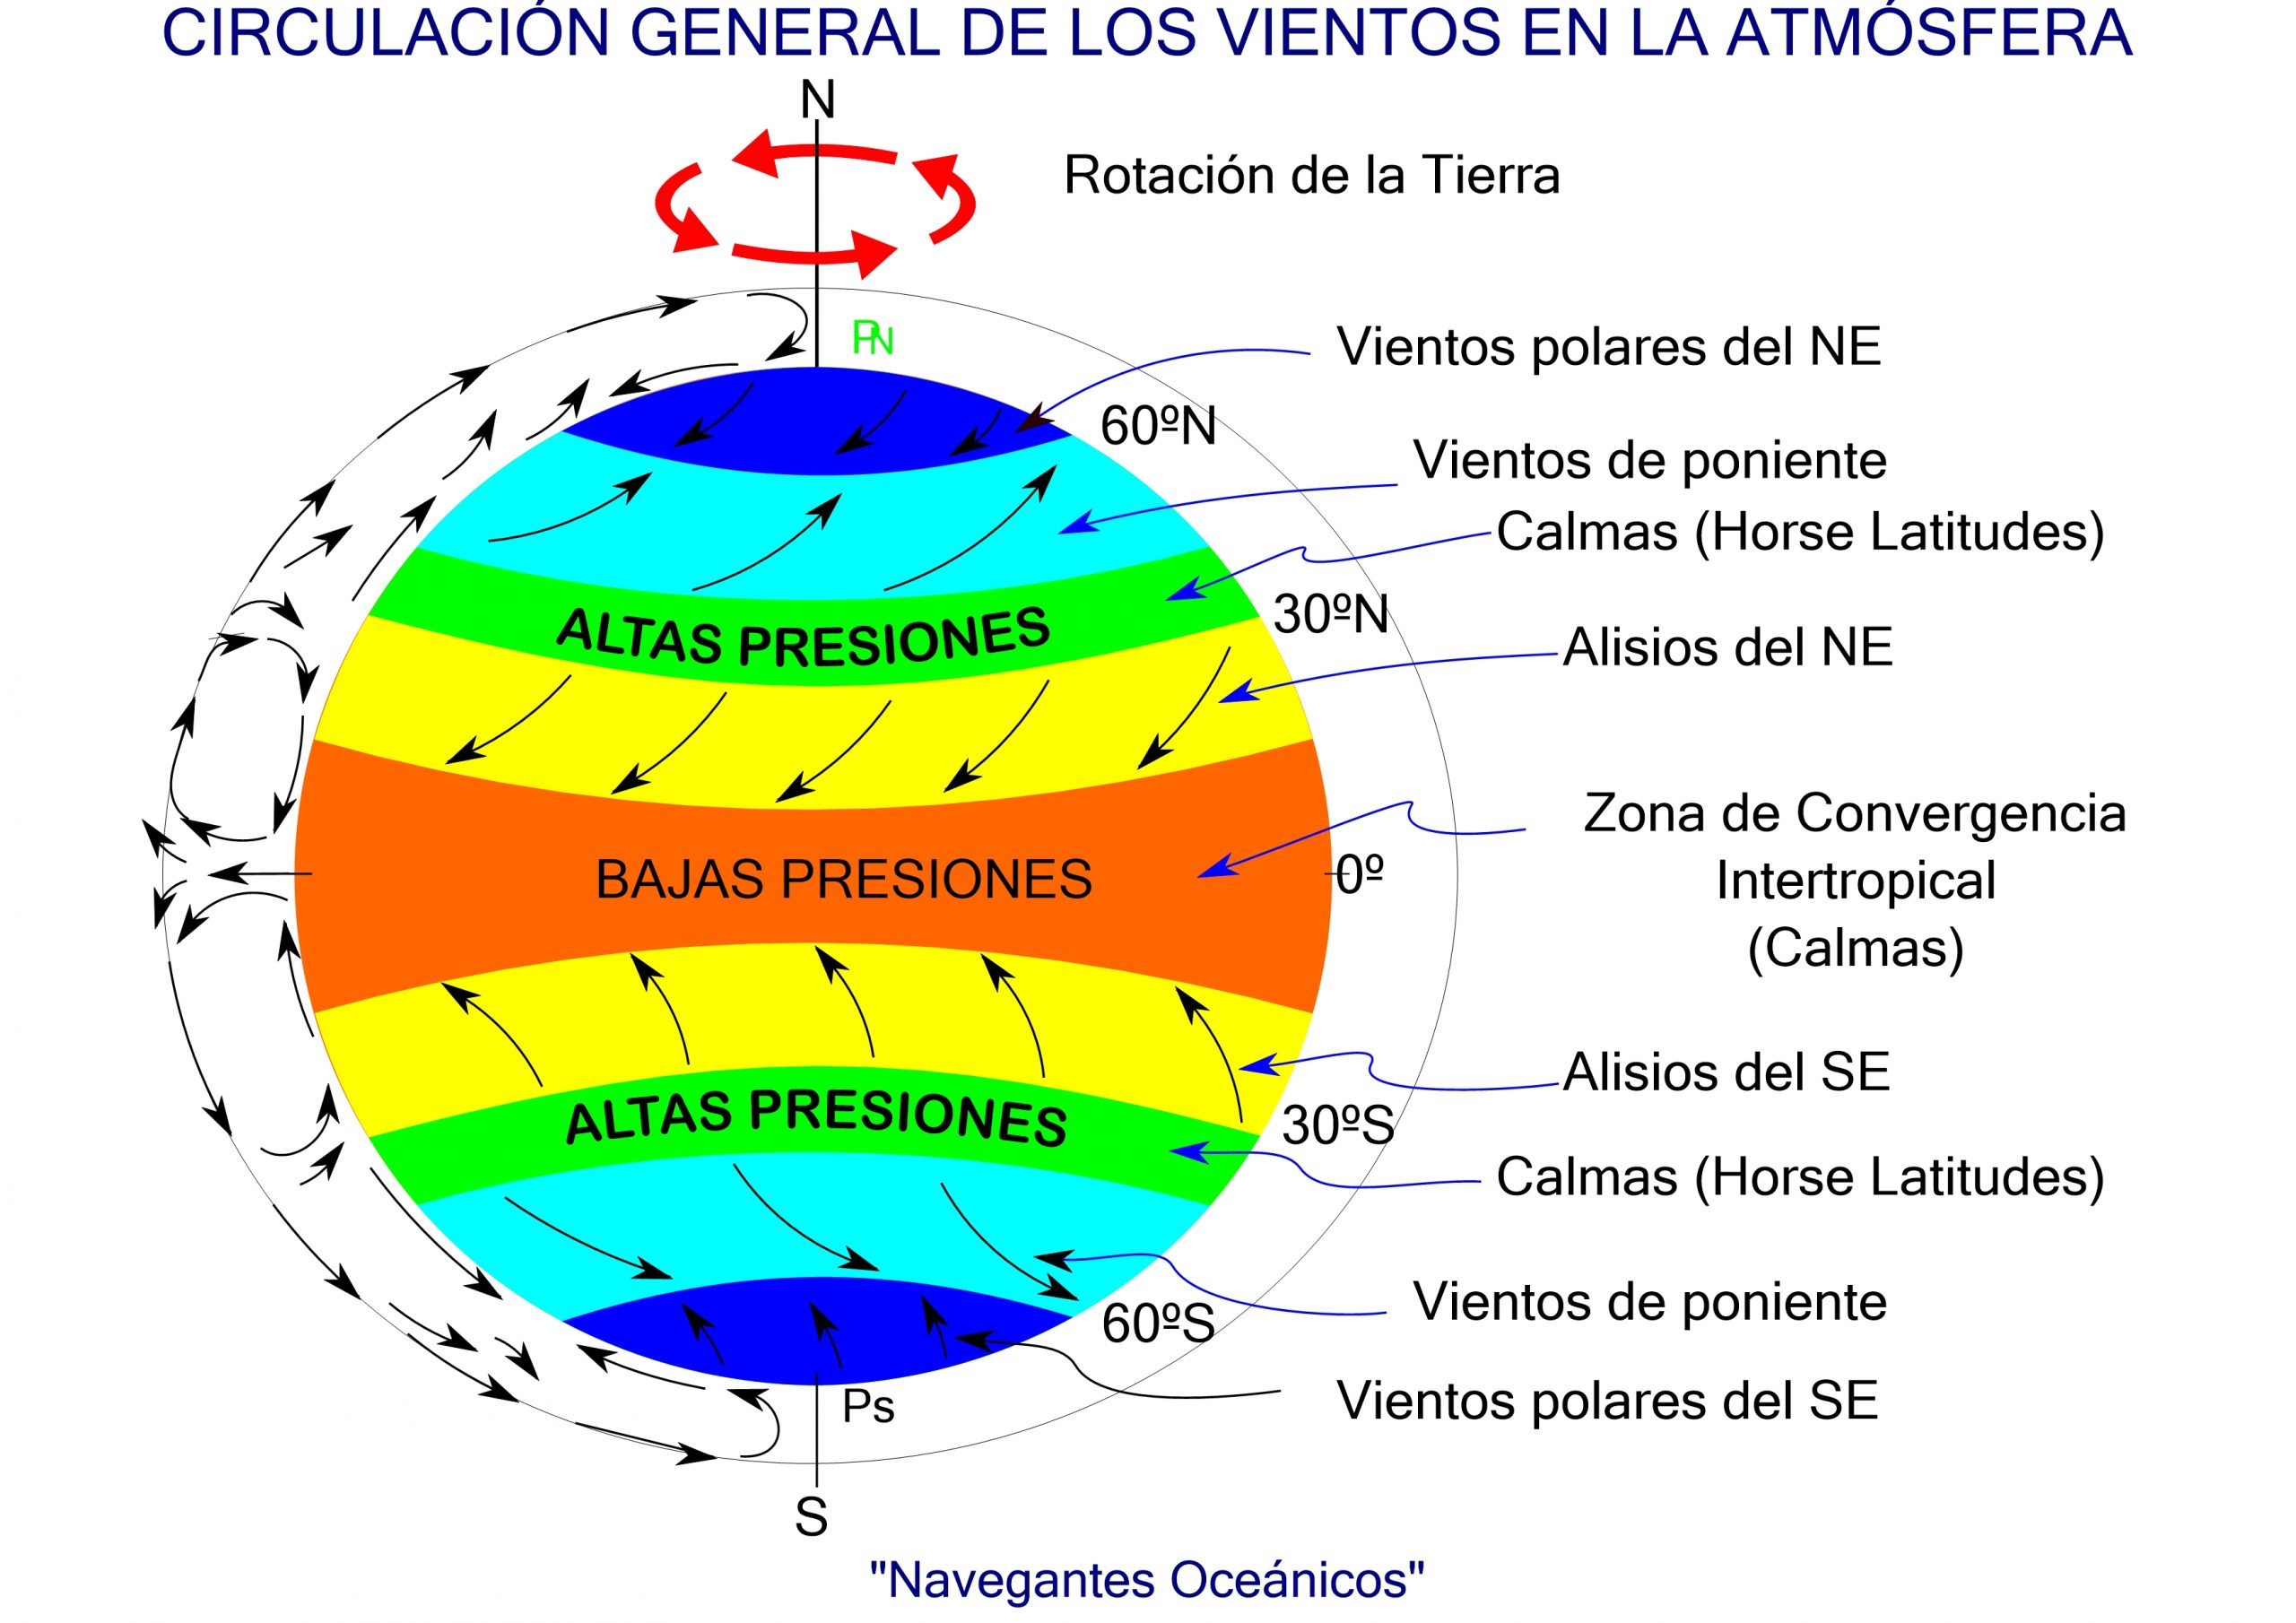 CIRCULACIÓN GENERAL DE LOS VIENTOS EN LA ATMÓSFERA
N
Rotación de la Tierra
PN
Vientos polares del NE
60ºN
Vientos de poniente
Calmas (Horse Latitudes)
30ºN
ALTAS PRESIONES
Alisios del NE
Zona de Convergencia
Intertropical
(Calmas)
BAJAS PRESIONES
0º
Alisios del SE
ALTAS PRESIONES
30ºS
Calmas (Horse Latitudes)
Vientos de poniente
60ºS
Vientos polares del SE
Ps
S
"Navegantes Oceánicos"